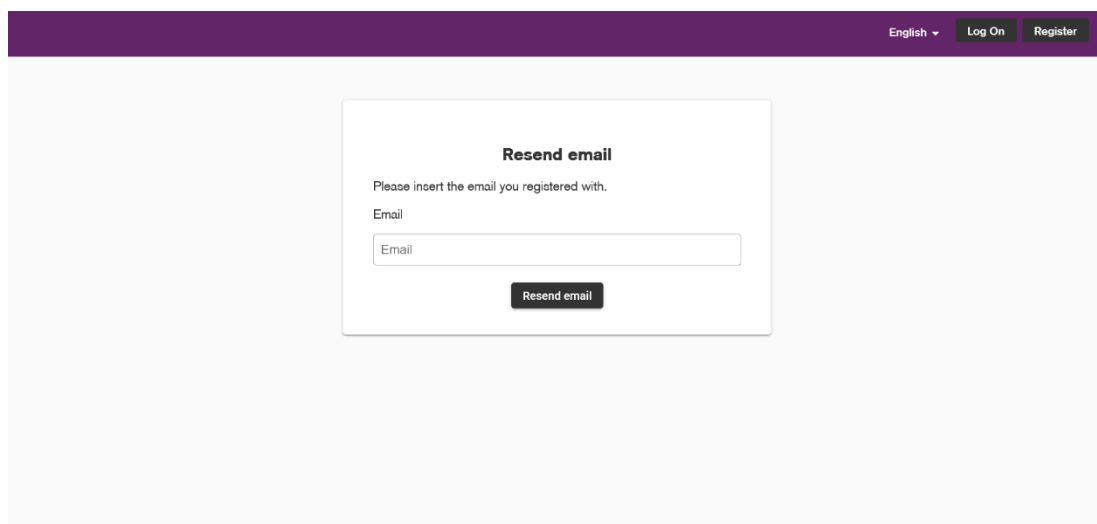 English
Log On
Register
Resend email
Please insert the email you registered with.
Email
Email
Resend email